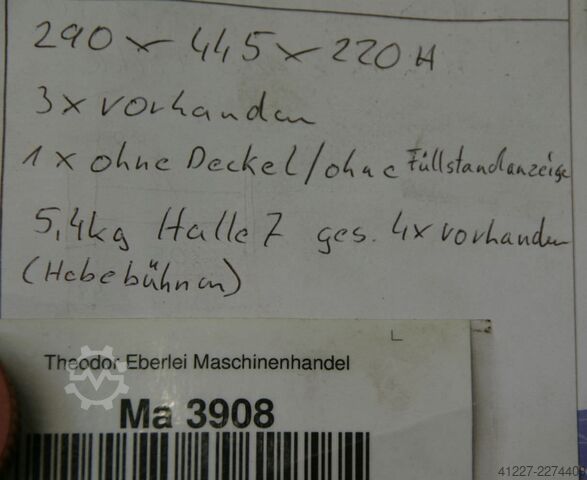 290 x 445 x 220 H
3x vorhanden
1x ohne Deckel/ohne Füllstandanzeige
5,4kg Halle 7 ges. 4x vorhanden
(Hebebühnen)
Theodor Eberlei Maschinenhandel
Ma 3908
41227-2274409